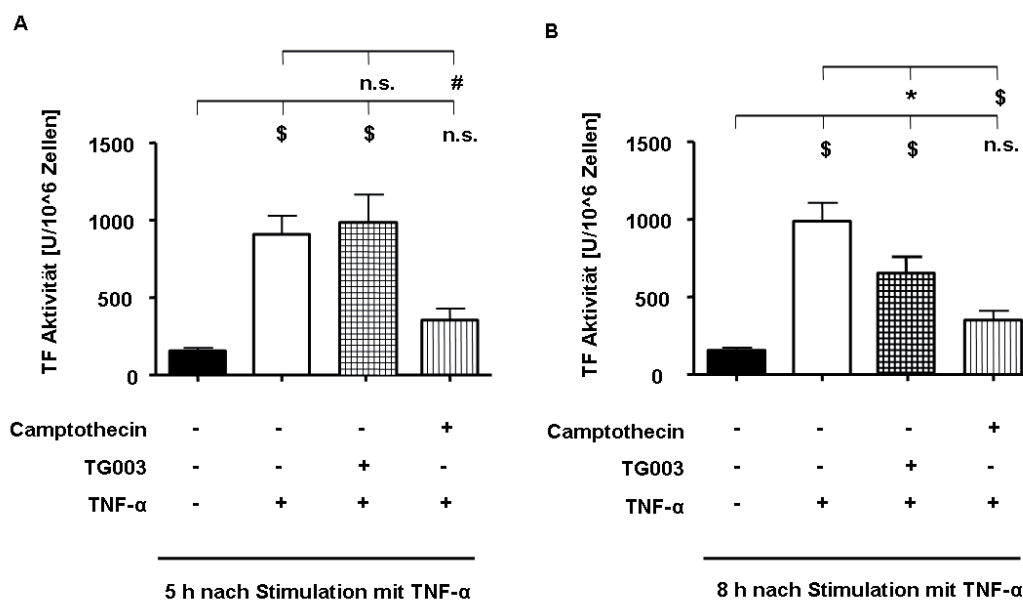 A
n.s. #
$ $ n.s.
TF Aktivität [U/10^6 Zellen]
1500
1000
500
0
Camptothecin - - - +
TG003 - - + -
TNF-α - + + +
5 h nach Stimulation mit TNF-α
B
* $
$ $ n.s.
TF Aktivität [U/10^6 Zellen]
1500
1000
500
0
Camptothecin - - - +
TG003 - - + -
TNF-α - + + +
8 h nach Stimulation mit TNF-α